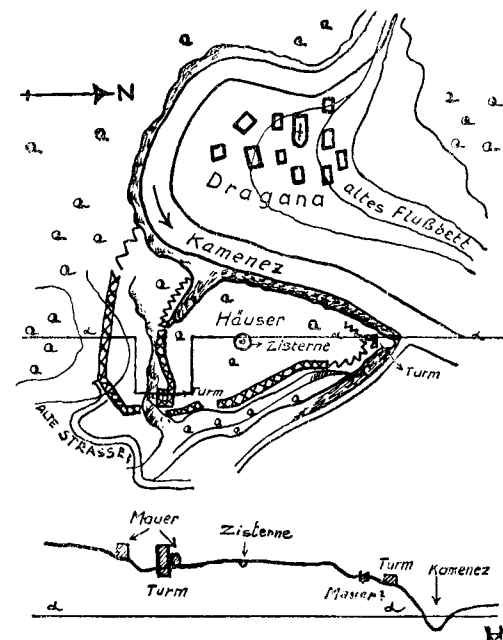 N
Dragana
altes Flußbett
Kamenez
Häuser
α
α
α
Zisterne
Turm
Turm
ALTE STRASSE
Mauer
Zisterne
Turm
Turm
Kamenez
Mauer?
α
α
H